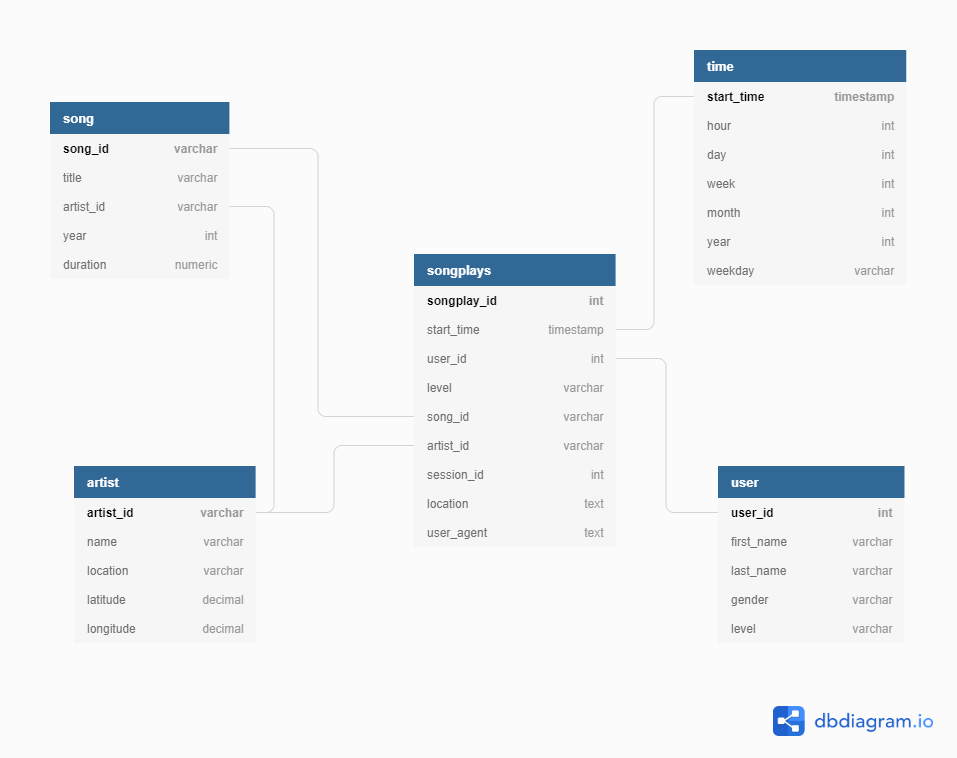 song
song_id varchar
title varchar
artist_id varchar
year int
duration numeric
artist
artist_id varchar
name varchar
location varchar
latitude decimal
longitude decimal
songplays
songplay_id int
start_time timestamp
user_id int
level varchar
song_id varchar
artist_id varchar
session_id int
location text
user_agent text
time
start_time timestamp
hour int
day int
week int
month int
year int
weekday varchar
user
user_id int
first_name varchar
last_name varchar
gender varchar
level varchar
dbdiagram.io